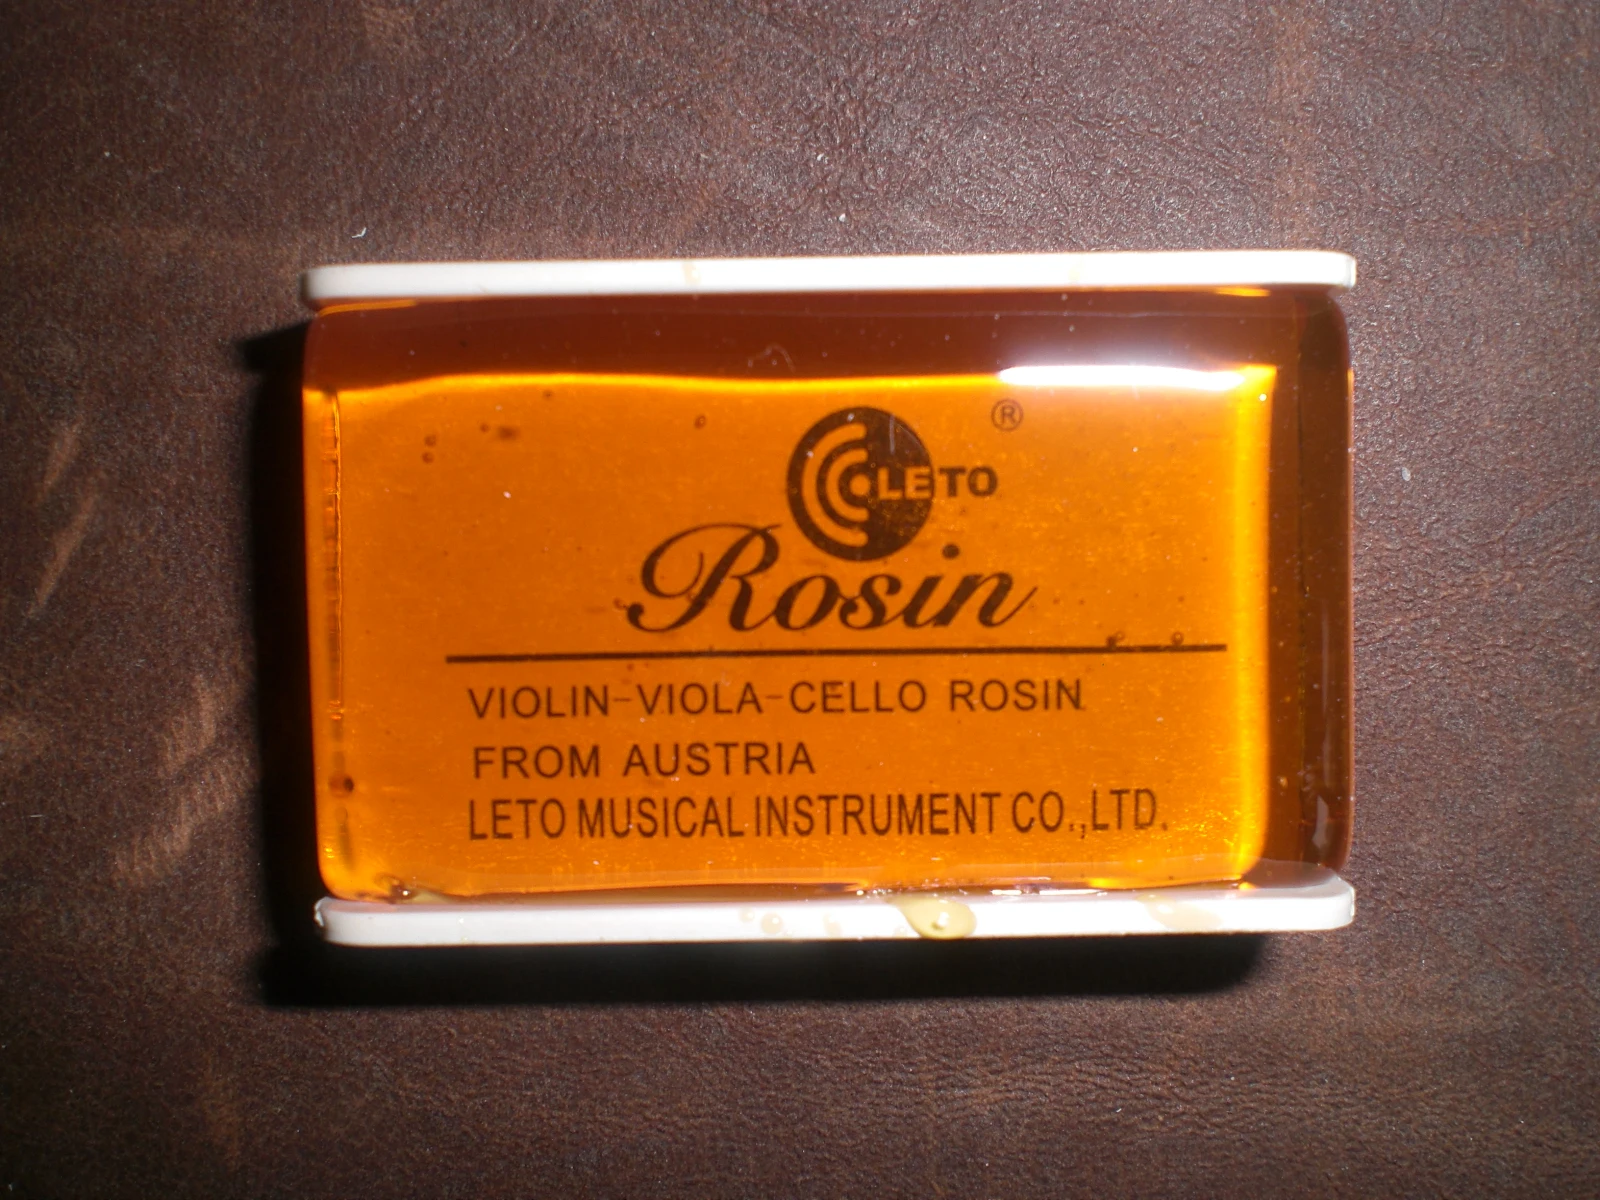 LETO ®
Rosin
VIOLIN-VIOLA-CELLO ROSIN
FROM AUSTRIA
LETO MUSICAL INSTRUMENT CO.,LTD.